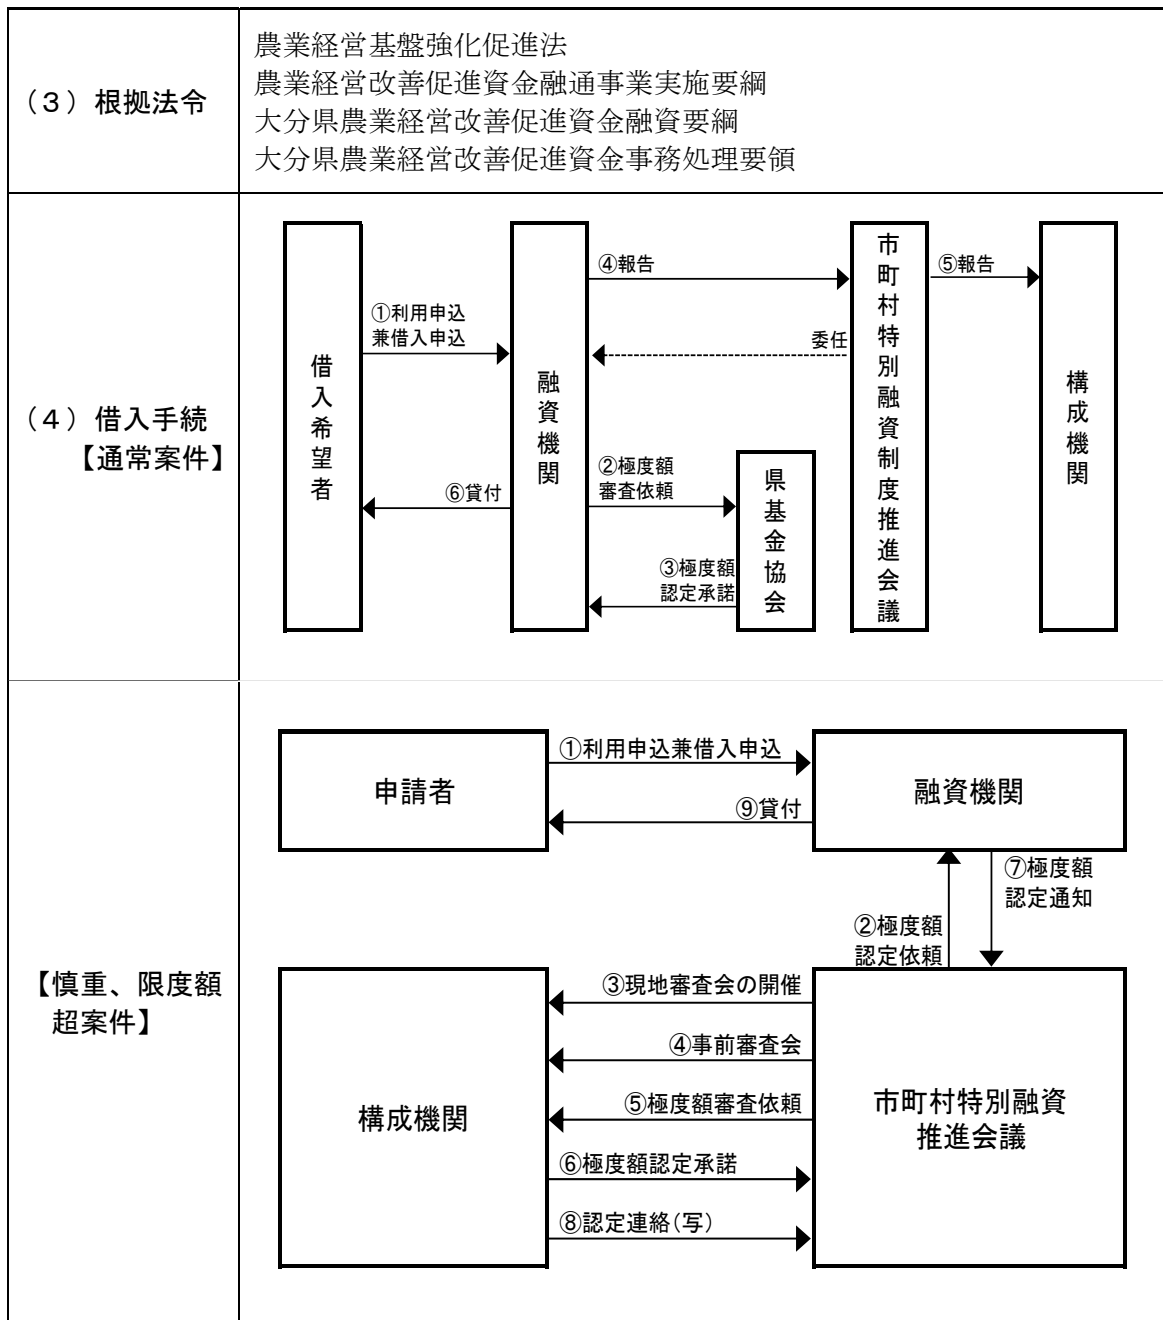 （３）根拠法令
農業経営基盤強化促進法
農業経営改善促進資金融通事業実施要綱
大分県農業経営改善促進資金融資要綱
大分県農業経営改善促進資金事務処理要領
（４）借入手続
【通常案件】
借入希望者
①利用申込
兼借入申込
⑥貸付
融資機関
④報告
委任
②極度額
審査依頼
③極度額
認定承諾
県基金協会
市町村特別融資制度推進会議
⑤報告
構成機関
【慎重、限度額
超案件】
申請者
①利用申込兼借入申込
⑨貸付
融資機関
⑦極度額
認定通知
②極度額
認定依頼
構成機関
③現地審査会の開催
④事前審査会
⑤極度額審査依頼
⑥極度額認定承諾
⑧認定連絡（写）
市町村特別融資
推進会議